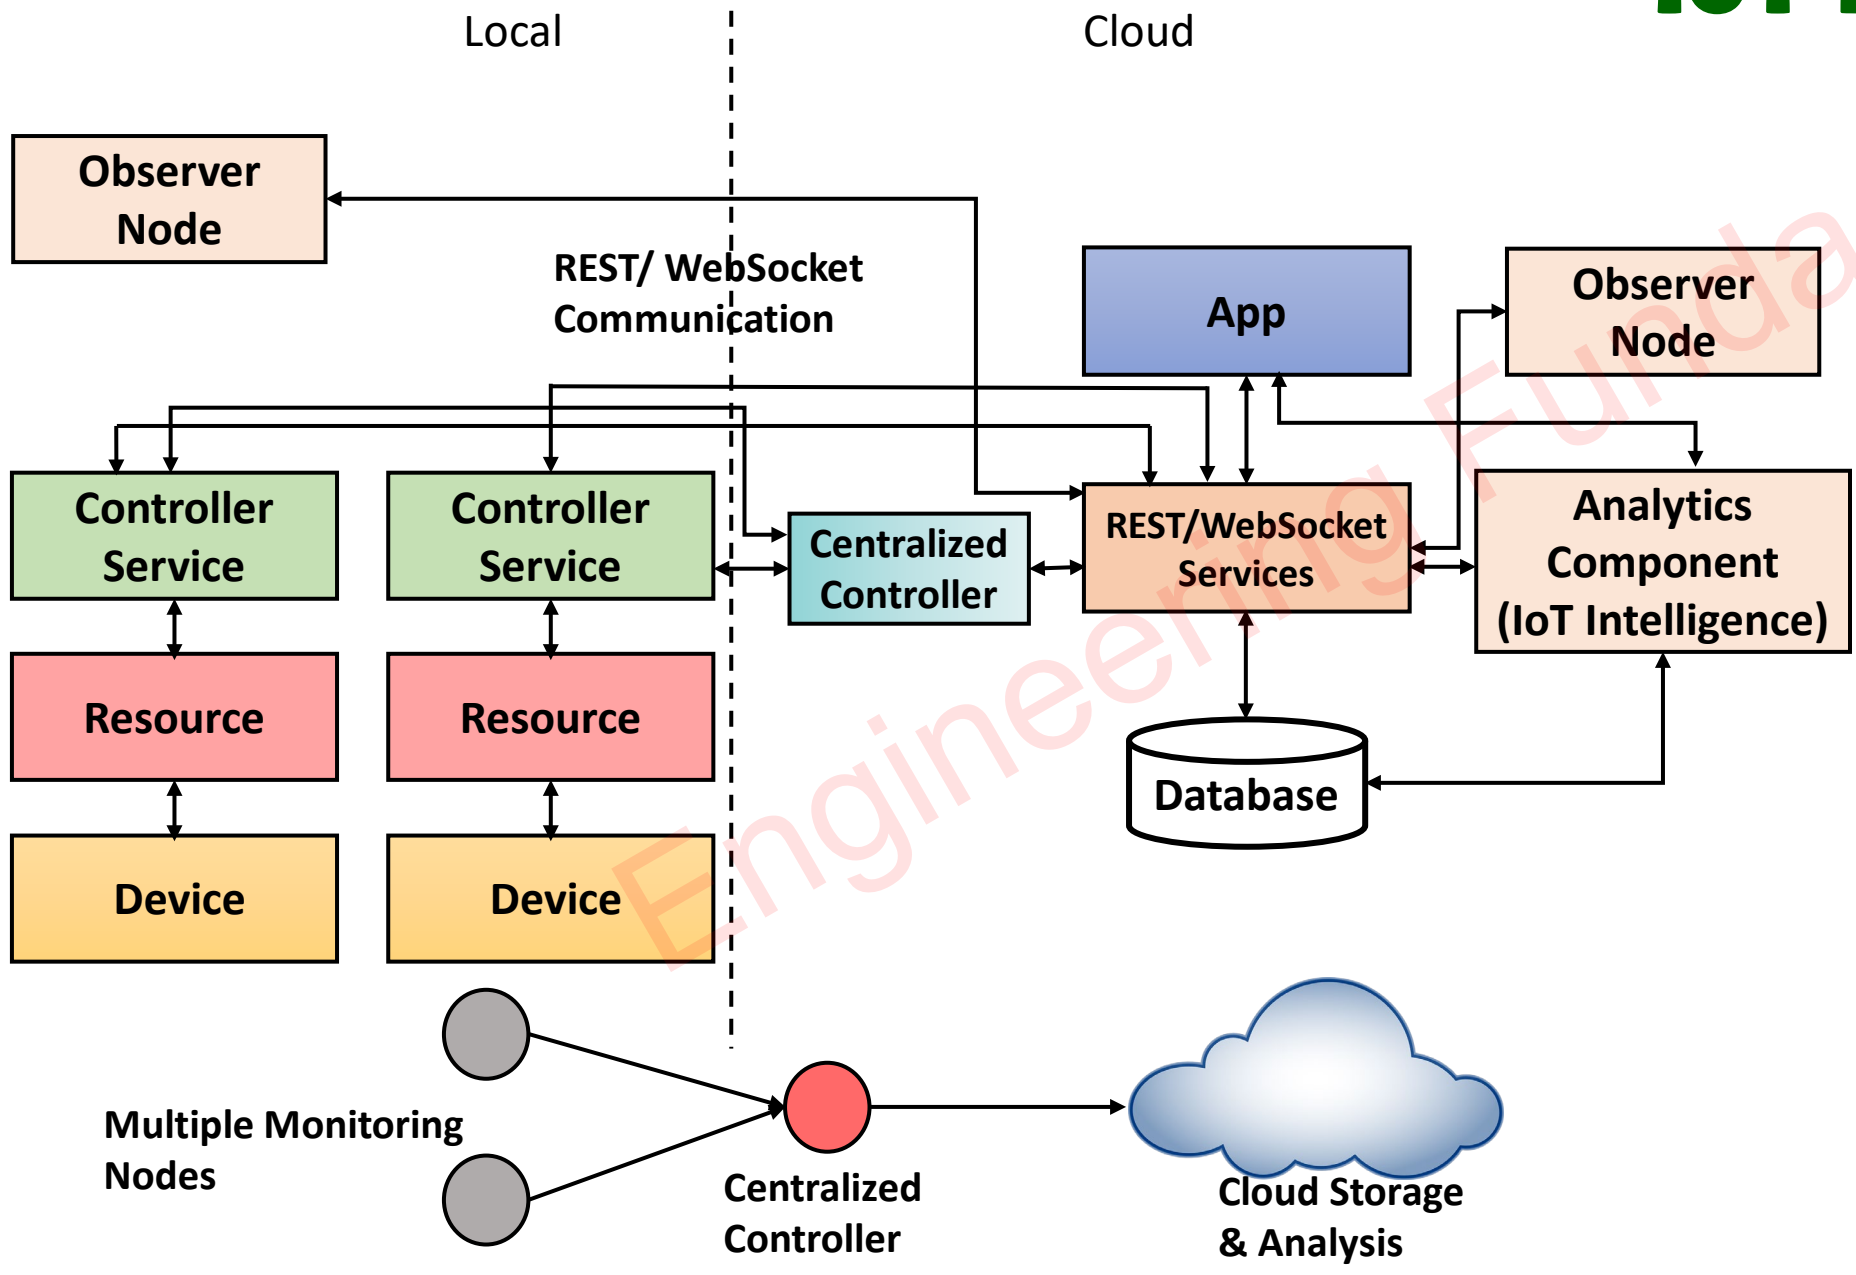 Local
Cloud
Observer
Node
REST/ WebSocket
Communication
App
Observer
Node
Controller
Service
Controller
Service
Centralized
Controller
REST/WebSocket
Services
Analytics
Component
(IoT Intelligence)
Resource
Resource
Database
Device
Device
Engineering Funda
Multiple Monitoring
Nodes
Centralized
Controller
Cloud Storage
& Analysis